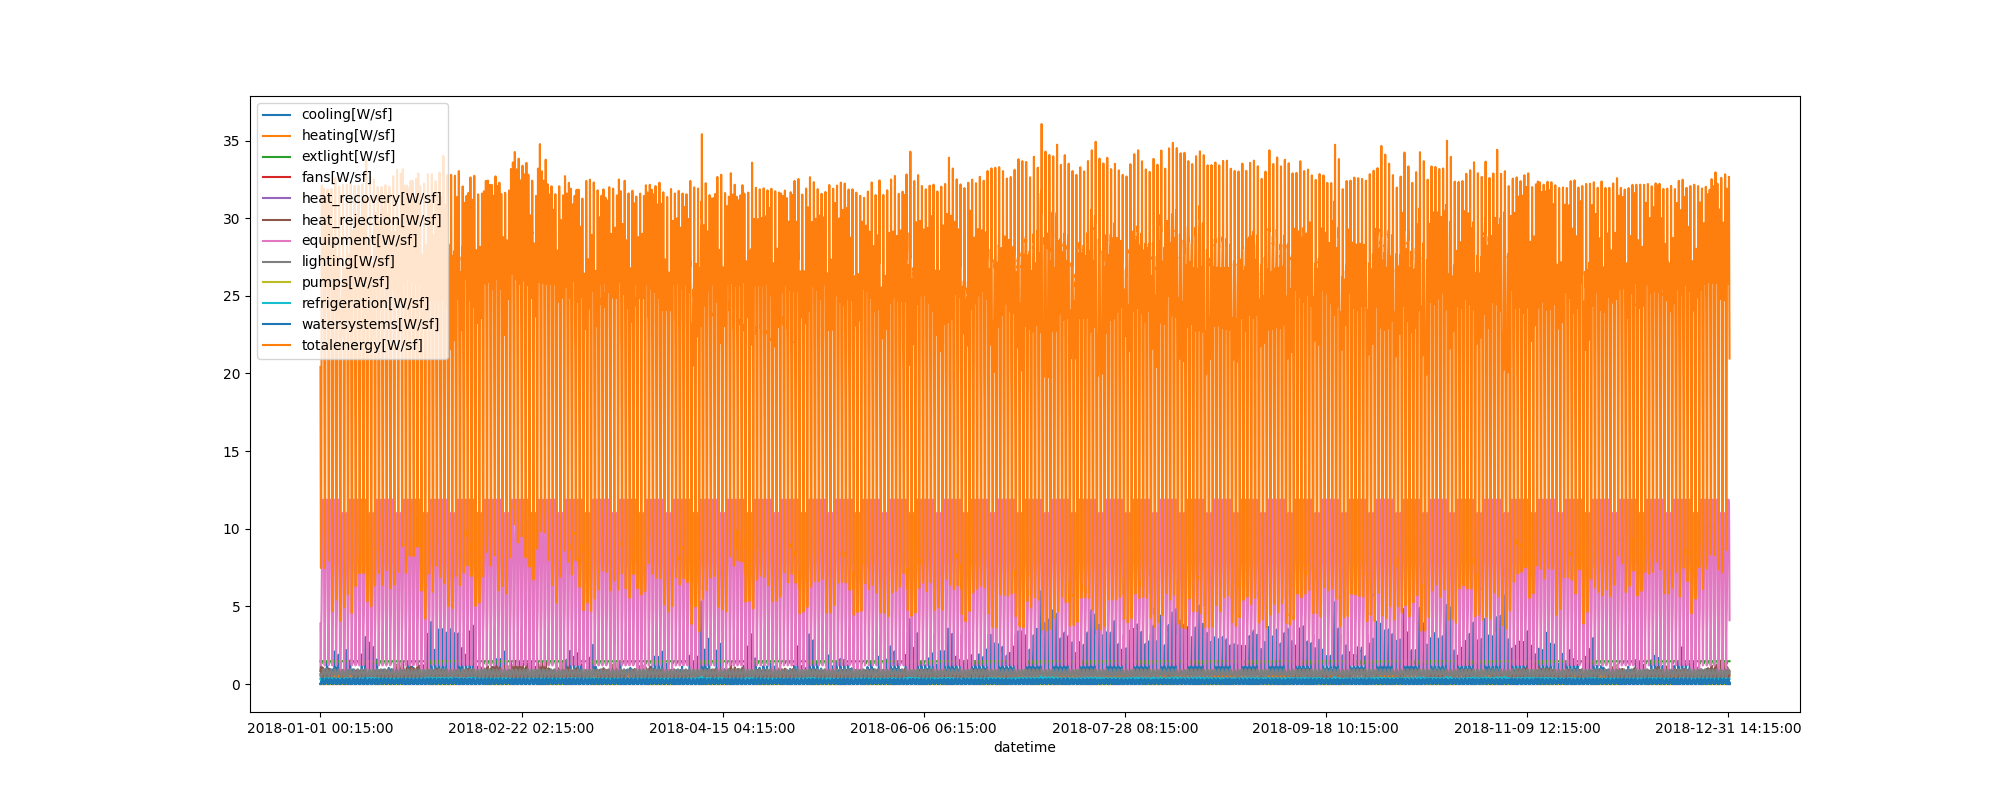 cooling[W/sf]
heating[W/sf]
extlight[W/sf]
fans[W/sf]
heat_recovery[W/sf]
heat_rejection[W/sf]
equipment[W/sf]
lighting[W/sf]
pumps[W/sf]
refrigeration[W/sf]
watersystems[W/sf]
totalenergy[W/sf]
35
30
25
20
15
10
5
0
2018-01-01 00:15:00 2018-02-22 02:15:00 2018-04-15 04:15:00 2018-06-06 06:15:00 2018-07-28 08:15:00 2018-09-18 10:15:00 2018-11-09 12:15:00 2018-12-31 14:15:00
datetime